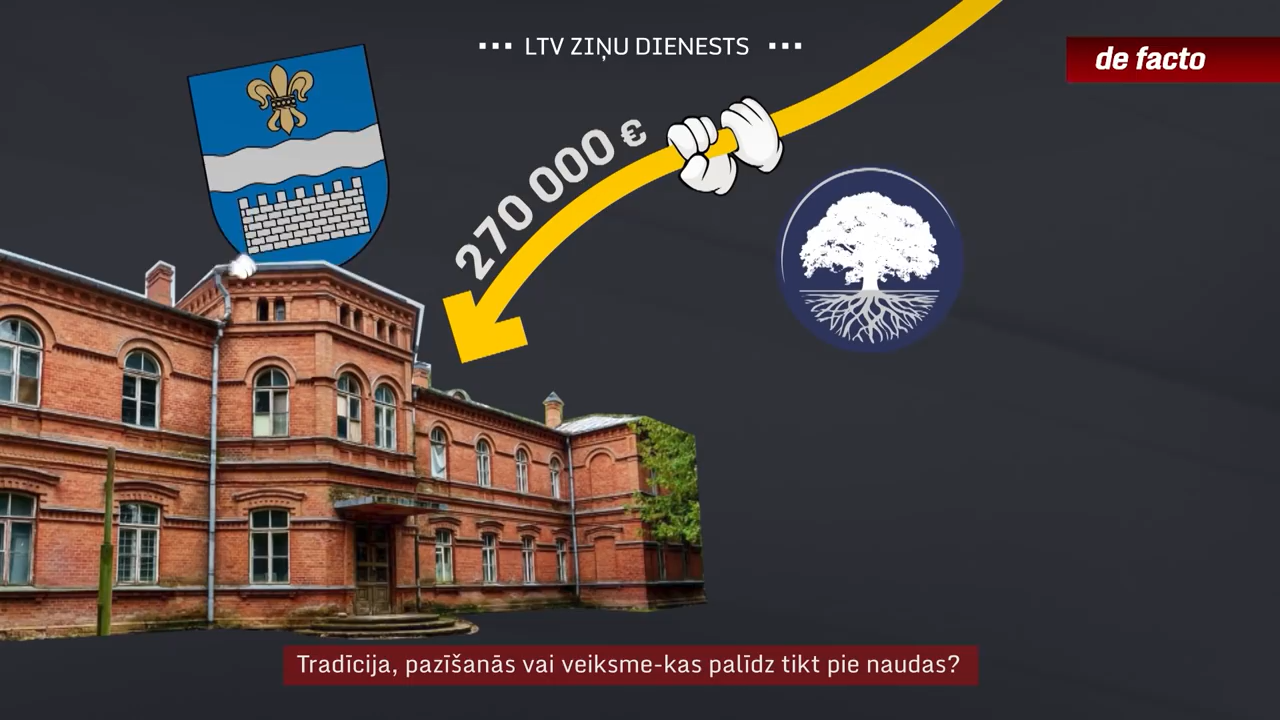 LTV ZIŅU DIENESTS
de facto
270 000 €
Tradīcija, pazīšanās vai veiksme-kas palīdz tikt pie naudas?